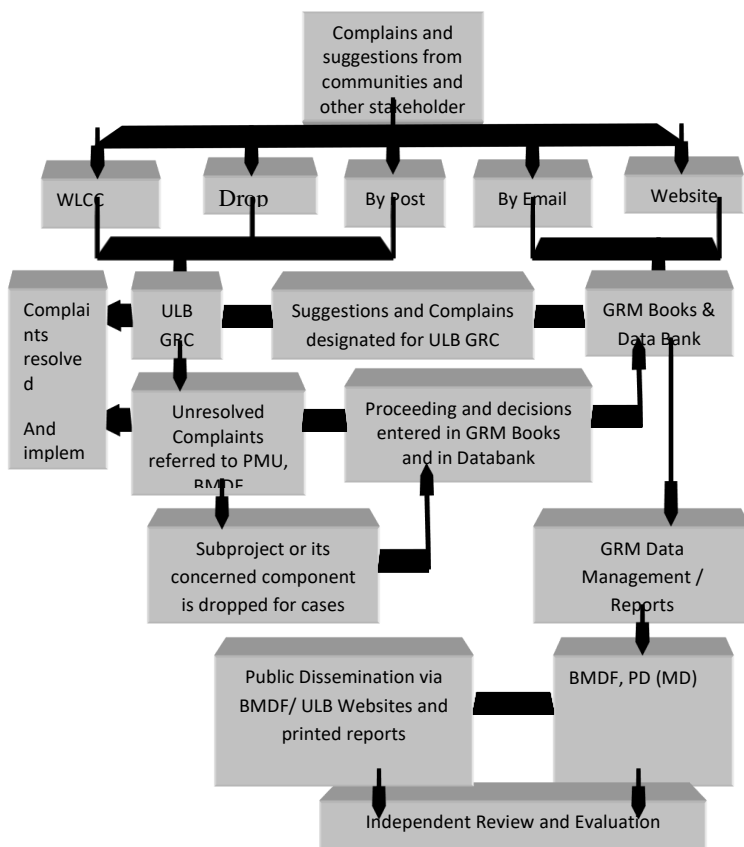 Complains and
suggestions from
communities and
other stakeholder
WLCC
Drop
By Post
By Email
Website
Complai
nts
resolve
d
And
implem
ULB
GRC
Suggestions and Complains
designated for ULB GRC
GRM Books &
Data Bank
Unresolved
Complaints
referred to PMU,
BMDF
Proceeding and decisions
entered in GRM Books
and in Databank
Subproject or its
concerned component
is dropped for cases
GRM Data
Management /
Reports
Public Dissemination via
BMDF/ ULB Websites and
printed reports
BMDF, PD (MD)
Independent Review and Evaluation